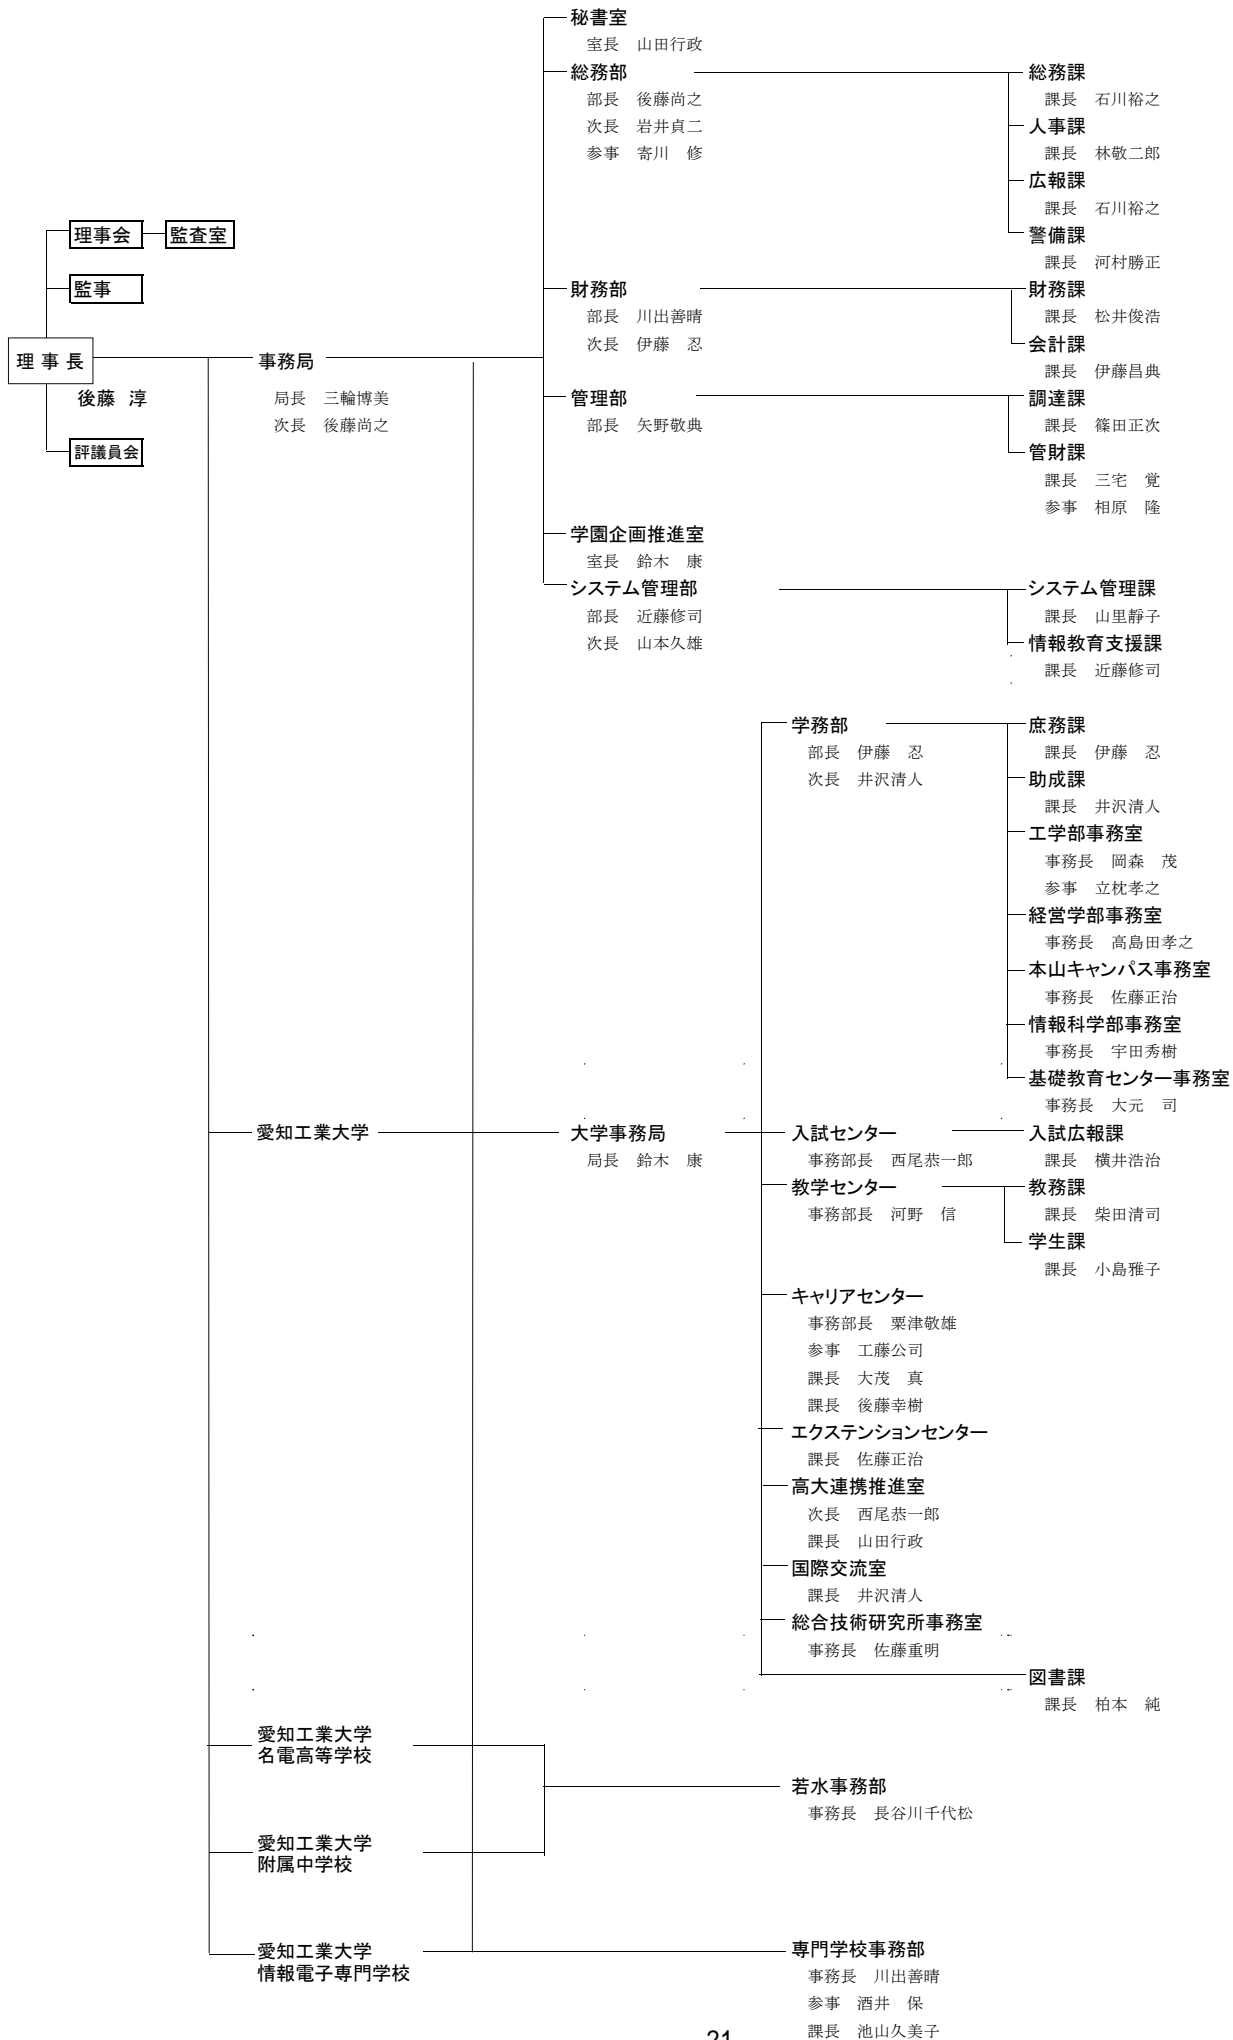 秘書室
室長　山田行政
総務部
部長　後藤尚之
次長　岩井貞二
参事　寄川　修
総務課
課長　石川裕之
人事課
課長　林敬二郎
広報課
課長　石川裕之
警備課
課長　河村勝正
理事会
監査室
監事
理 事 長
後藤 淳
評議員会
事務局
局長　三輪博美
次長　後藤尚之
財務部
部長　川出善晴
次長　伊藤　忍
財務課
課長　松井俊浩
会計課
課長　伊藤昌典
管理部
部長　矢野敬典
調達課
課長　篠田正次
管財課
課長　三宅　覚
参事　相原　隆
学園企画推進室
室長　鈴木　康
システム管理部
部長　近藤修司
次長　山本久雄
システム管理課
課長　山里靜子
情報教育支援課
課長　近藤修司
学務部
部長　伊藤　忍
次長　井沢清人
庶務課
課長　伊藤　忍
助成課
課長　井沢清人
工学部事務室
事務長　岡森　茂
参事　立枕孝之
経営学部事務室
事務長　高島田孝之
本山キャンパス事務室
事務長　佐藤正治
情報科学部事務室
事務長　宇田秀樹
基礎教育センター事務室
事務長　大元　司
愛知工業大学
大学事務局
局長　鈴木　康
入試センター
事務部長　西尾恭一郎
入試広報課
課長　横井浩治
教学センター
事務部長　河野　信
教務課
課長　柴田清司
学生課
課長　小島雅子
キャリアセンター
事務部長　粟津敬雄
参事　工藤公司
課長　大茂　真
課長　後藤幸樹
エクステンションセンター
課長　佐藤正治
高大連携推進室
次長　西尾恭一郎
課長　山田行政
国際交流室
課長　井沢清人
総合技術研究所事務室
事務長　佐藤重明
図書課
課長　柏本　純
愛知工業大学
名電高等学校
若水事務部
事務長　長谷川千代松
愛知工業大学
附属中学校
愛知工業大学
情報電子専門学校
専門学校事務部
事務長　川出善晴
参事　酒井　保
課長　池山久美子
21